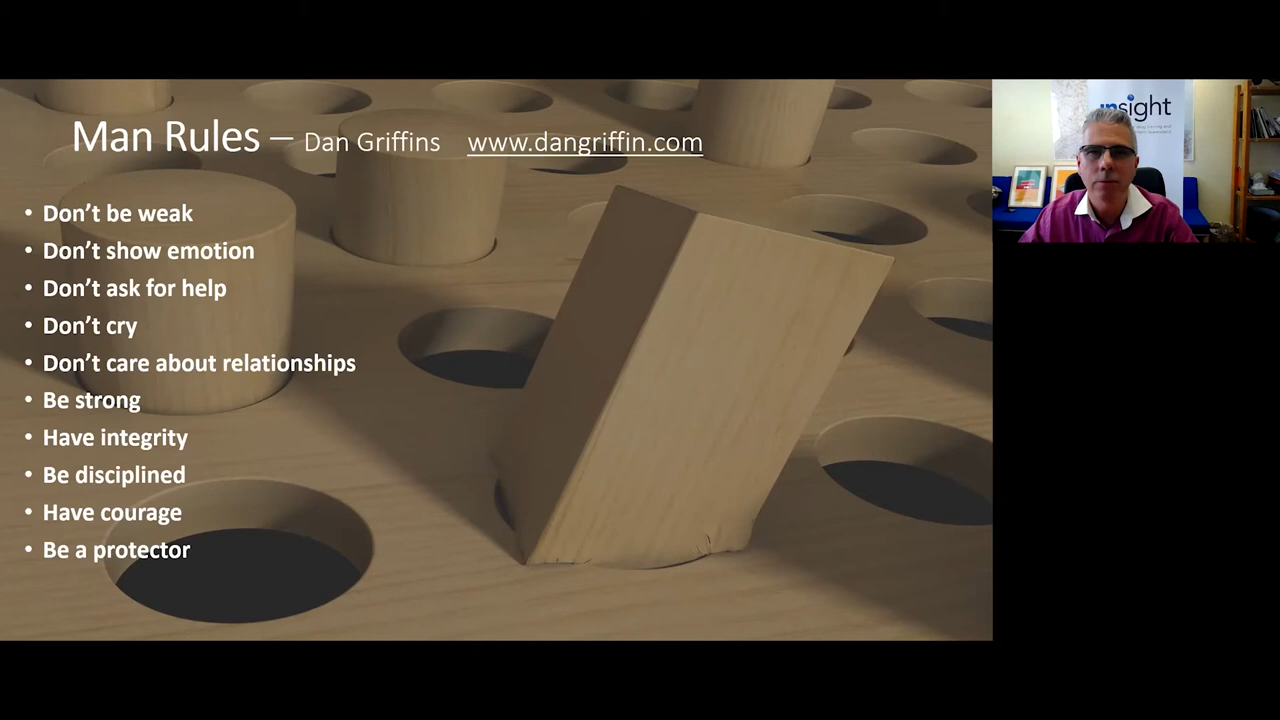 Man Rules – Dan Griffins www.dangriffin.com
• Don't be weak
• Don't show emotion
• Don't ask for help
• Don't cry
• Don't care about relationships
• Be strong
• Have integrity
• Be disciplined
• Have courage
• Be a protector
insight